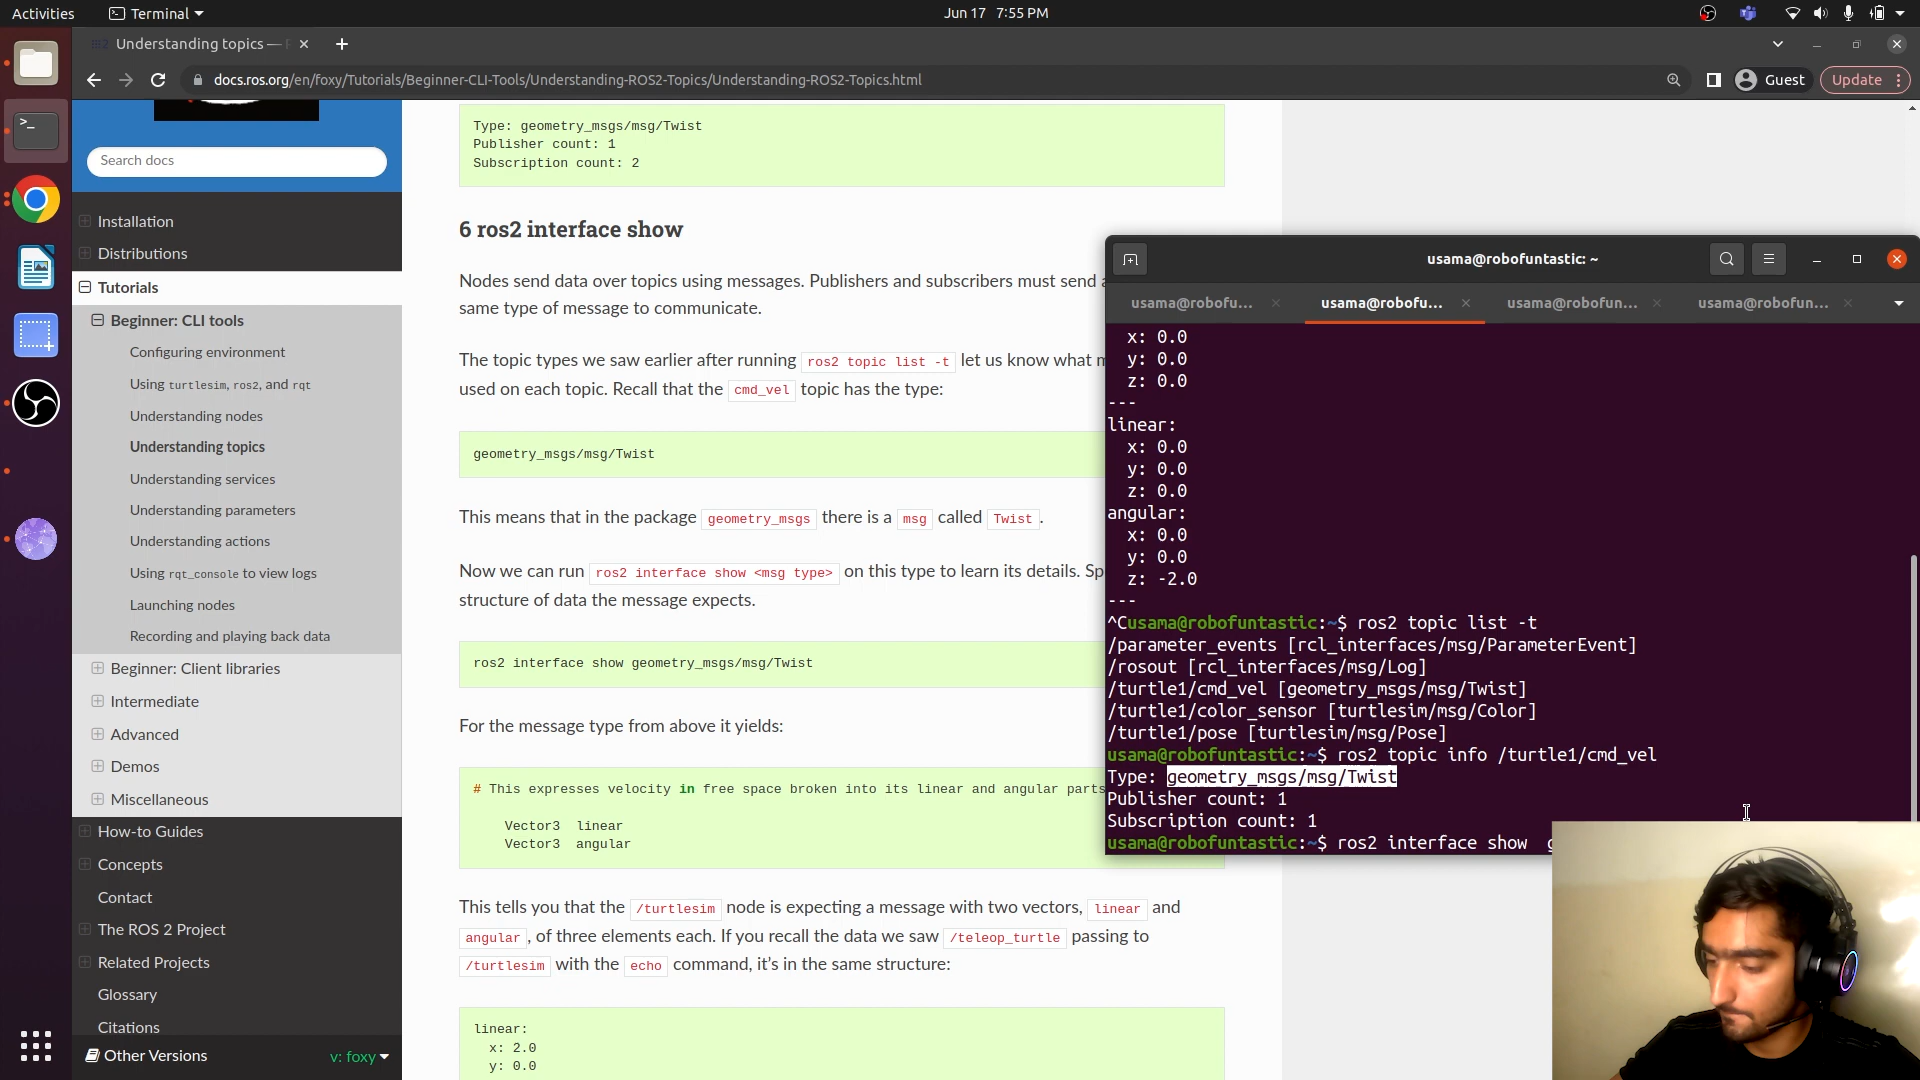 Activities
Terminal
Jun 17 7:55 PM
Understanding topics —
docs.ros.org/en/foxy/Tutorials/Beginner-CLI-Tools/Understanding-ROS2-Topics/Understanding-ROS2-Topics.html
Guest
Update
Search docs
Installation
Distributions
Tutorials
Beginner: CLI tools
Configuring environment
Using turtlesim, ros2, and rqt
Understanding nodes
Understanding topics
Understanding services
Understanding parameters
Understanding actions
Using rqt_console to view logs
Launching nodes
Recording and playing back data
Beginner: Client libraries
Intermediate
Advanced
Demos
Miscellaneous
How-to Guides
Concepts
Contact
The ROS 2 Project
Related Projects
Glossary
Citations
Other Versions
v: foxy
Type: geometry_msgs/msg/Twist
Publisher count: 1
Subscription count: 2
6 ros2 interface show
Nodes send data over topics using messages. Publishers and subscribers must send a
same type of message to communicate.
The topic types we saw earlier after running ros2 topic list -t let us know what m
used on each topic. Recall that the cmd_vel topic has the type:
geometry_msgs/msg/Twist
This means that in the package geometry_msgs there is a msg called Twist.
Now we can run ros2 interface show <msg type> on this type to learn its details. Sp
structure of data the message expects.
ros2 interface show geometry_msgs/msg/Twist
For the message type from above it yields:
# This expresses velocity in free space broken into its linear and angular parts
Vector3 linear
Vector3 angular
This tells you that the /turtlesim node is expecting a message with two vectors, linear and
angular, of three elements each. If you recall the data we saw /teleop_turtle passing to
/turtlesim with the echo command, it's in the same structure:
linear:
x: 2.0
y: 0.0
usama@robofuntastic: ~
usama@robofu...
usama@robofu...
usama@robofun...
usama@robofun...
x: 0.0
y: 0.0
z: 0.0
---
linear:
x: 0.0
y: 0.0
z: 0.0
angular:
x: 0.0
y: 0.0
z: -2.0
---
^Cusama@robofuntastic:~$ ros2 topic list -t
/parameter_events [rcl_interfaces/msg/ParameterEvent]
/rosout [rcl_interfaces/msg/Log]
/turtle1/cmd_vel [geometry_msgs/msg/Twist]
/turtle1/color_sensor [turtlesim/msg/Color]
/turtle1/pose [turtlesim/msg/Pose]
usama@robofuntastic:~$ ros2 topic info /turtle1/cmd_vel
Type: geometry_msgs/msg/Twist
Publisher count: 1
Subscription count: 1
usama@robofuntastic:~$ ros2 interface show g